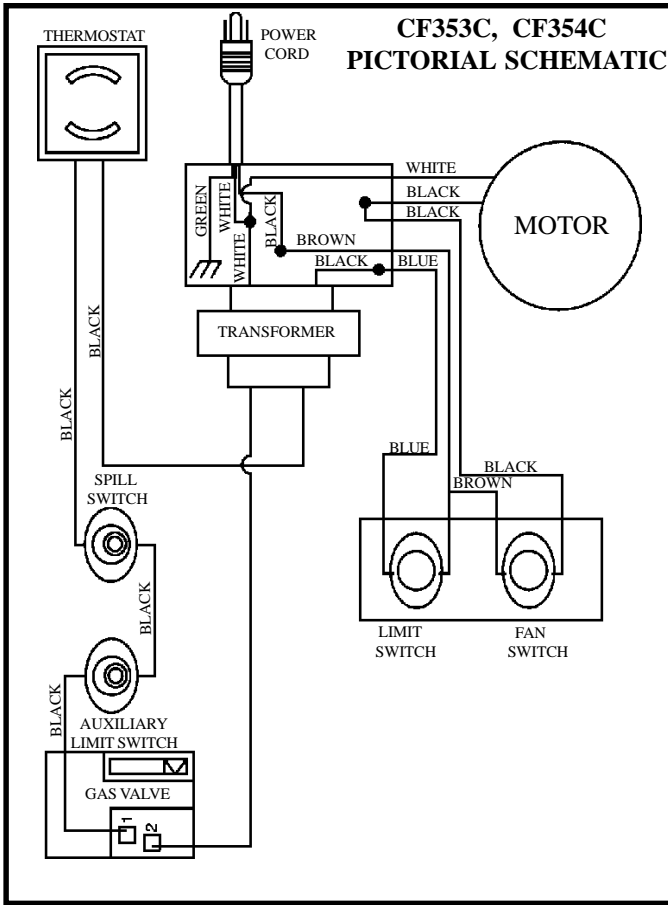 CF353C, CF354C
PICTORIAL SCHEMATIC
THERMOSTAT
POWER
CORD
WHITE
BLACK
BLACK
MOTOR
GREEN
WHITE
WHITE
BLACK
BROWN
BLACK
BLUE
TRANSFORMER
BLACK
BLACK
BLUE
BLACK
BROWN
SPILL
SWITCH
BLACK
LIMIT
SWITCH
FAN
SWITCH
BLACK
AUXILIARY
LIMIT SWITCH
GAS VALVE
1
2